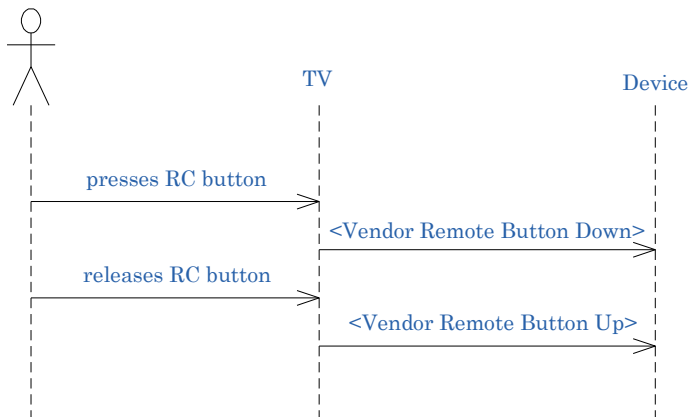 TV
Device
presses RC button
<Vendor Remote Button Down>
releases RC button
<Vendor Remote Button Up>